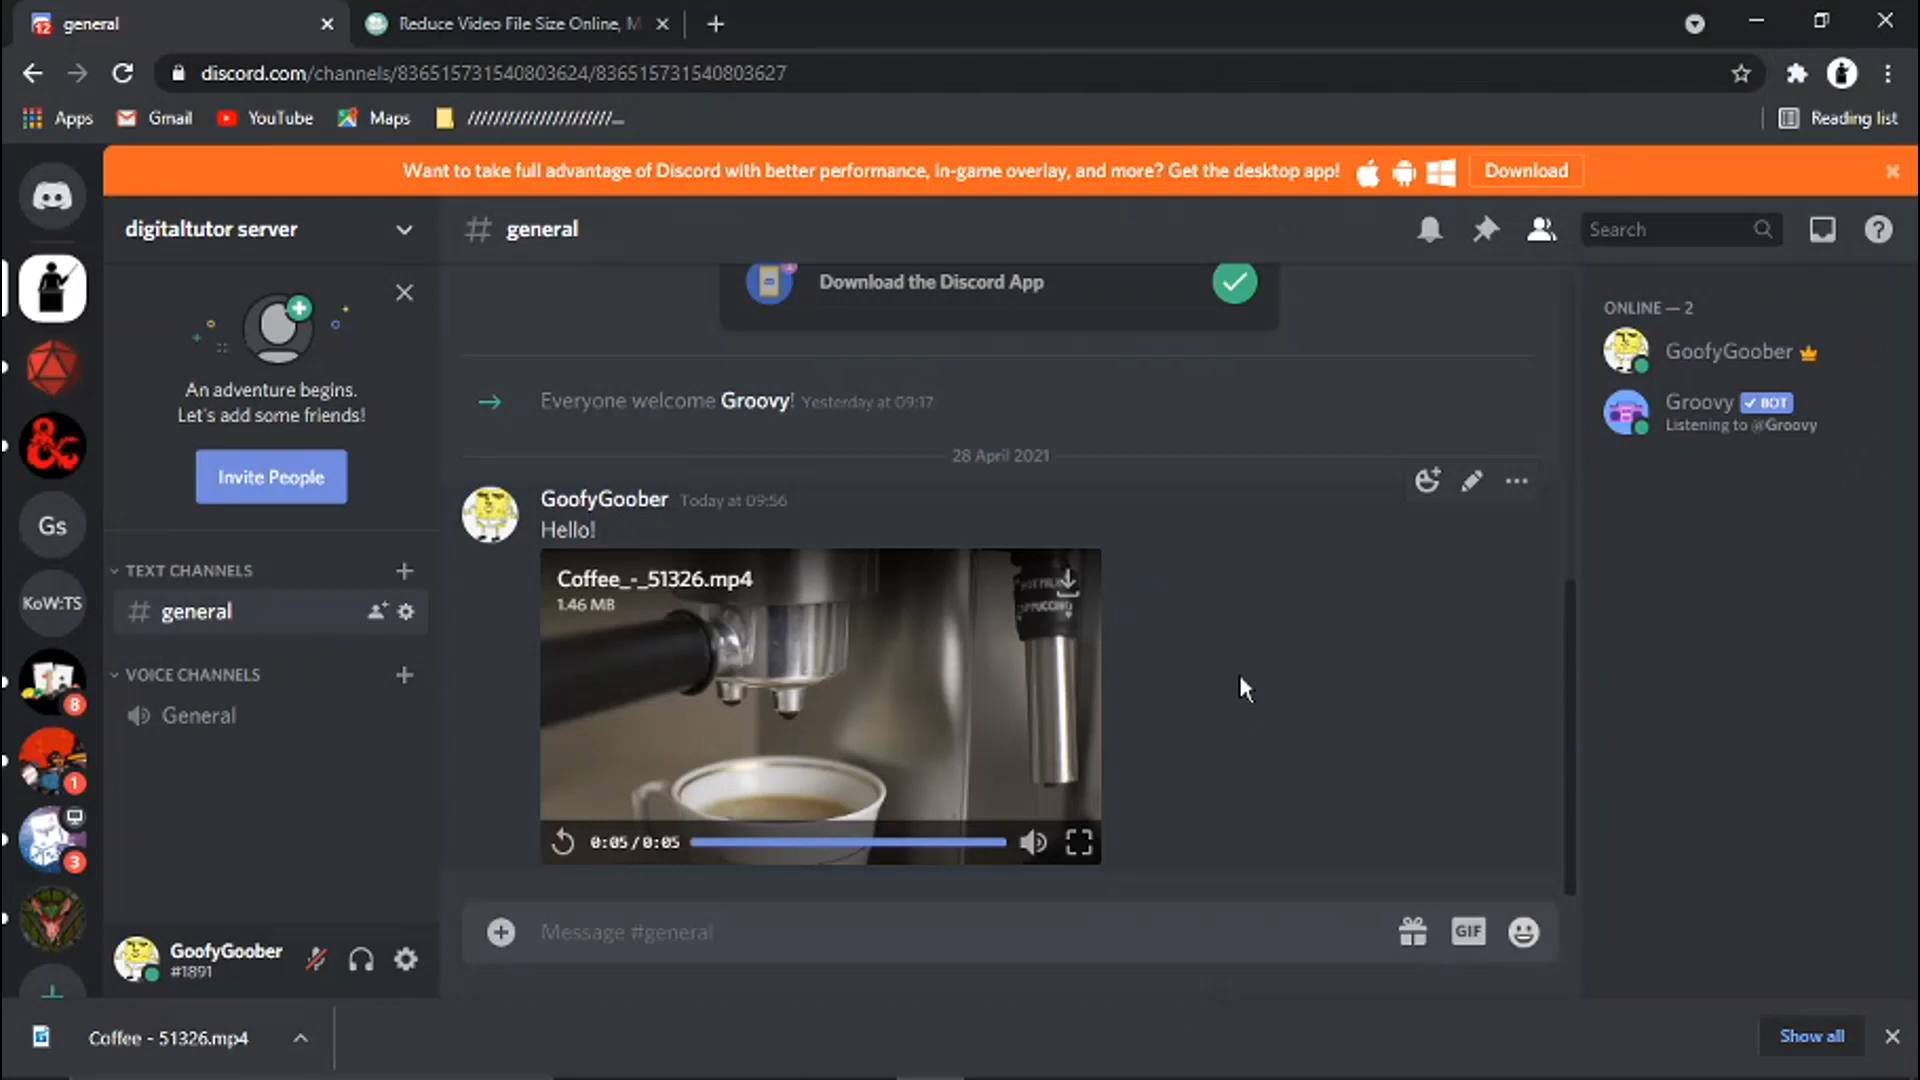 12
general
Reduce Video File Size Online, M
discord.com/channels/836515731540803624/836515731540803627
Apps
Gmail
YouTube
Maps
//////////////////////...
Reading list
Want to take full advantage of Discord with better performance, in-game overlay, and more? Get the desktop app!
Download
digitaltutor server
general
Search
Download the Discord App
ONLINE — 2
GoofyGoober
Groovy
BOT
Listening to @Groovy
An adventure begins.
Let's add some friends!
Invite People
Everyone welcome Groovy! Yesterday at 09:17
28 April 2021
GoofyGoober Today at 09:56
Hello!
Coffee_-_51326.mp4
1.46 MB
CAPPUCCINO
0:05/0:05
Gs
KoW:TS
8
1
3
TEXT CHANNELS
general
VOICE CHANNELS
General
Message #general
GIF
GoofyGoober
#1891
Coffee - 51326.mp4
Show all